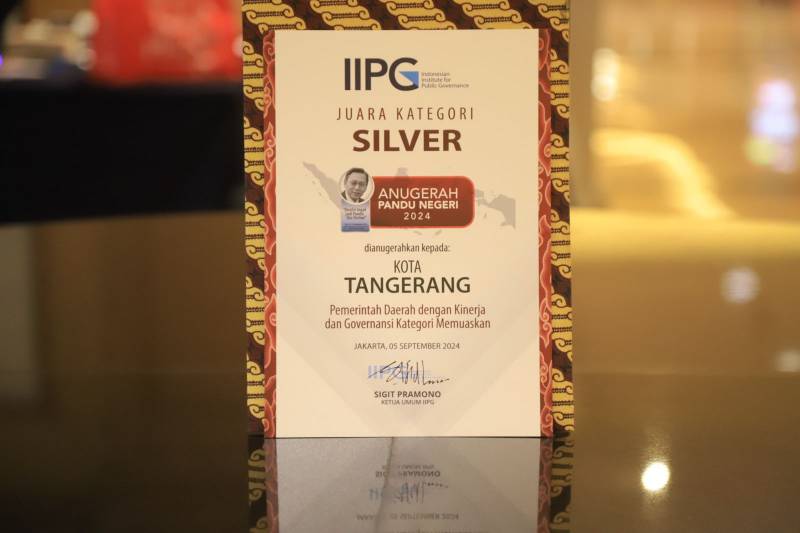 IIPG
Indonesian
Institute for
Public Governance
JUARA KATEGORI
SILVER
ANUGERAH
PANDU NEGERI
2024
dianugerahkan kepada:
KOTA
TANGERANG
Pemerintah Daerah dengan Kinerja
dan Governansi Kategori Memuaskan
JAKARTA, 05 SEPTEMBER 2024
IIPG
SIGIT PRAMONO
KETUA UMUM IIPG